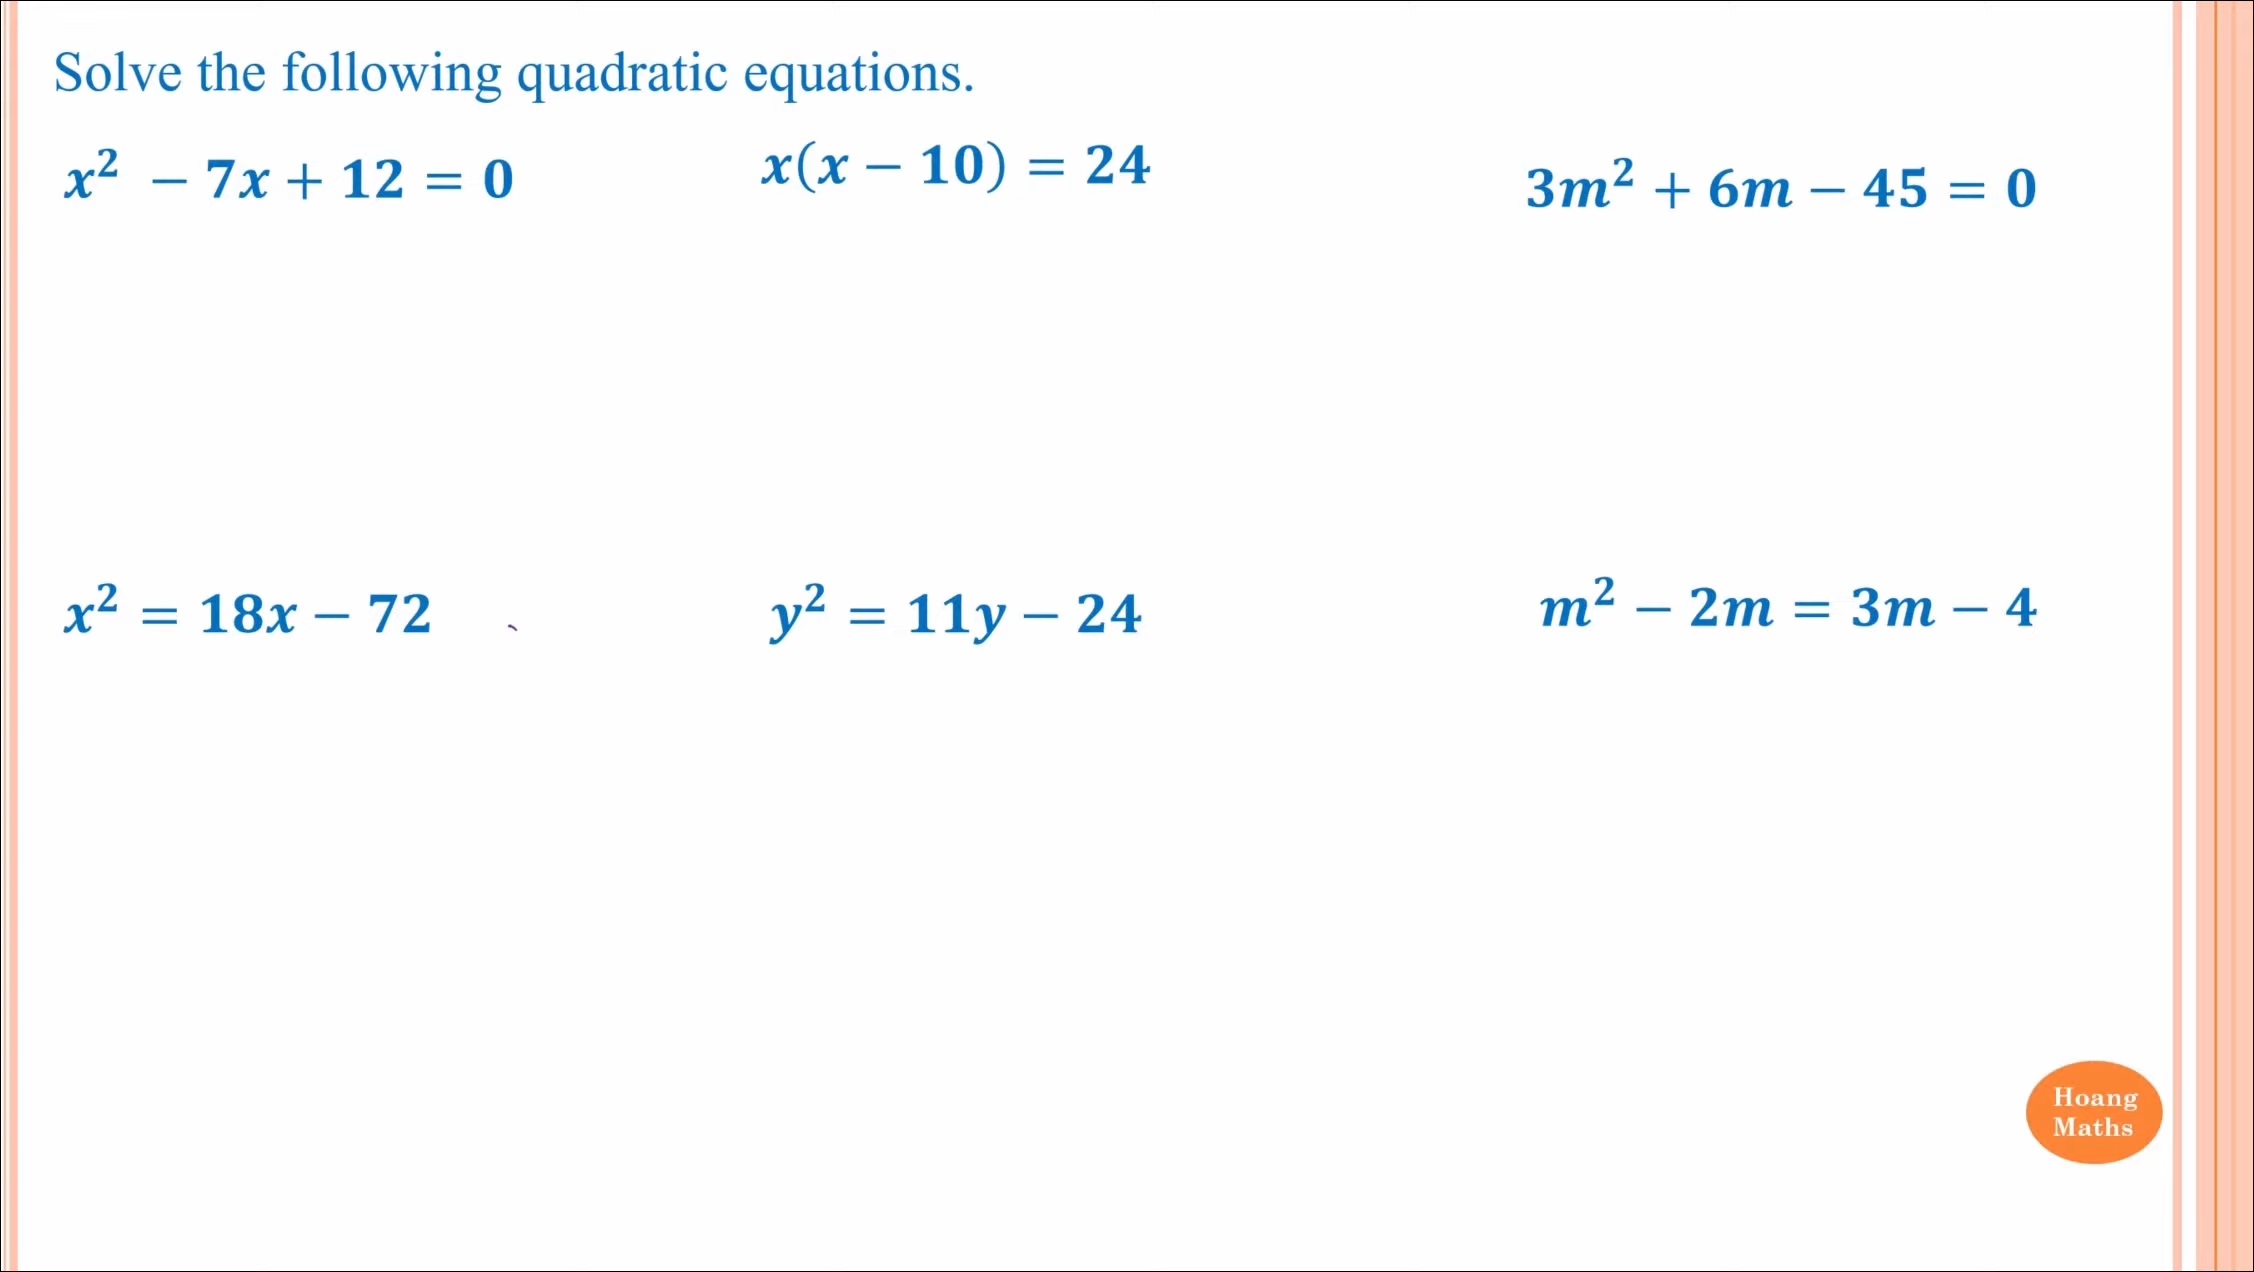 Solve the following quadratic equations.
x² − 7x + 12 = 0
x(x − 10) = 24
3m² + 6m − 45 = 0
x² = 18x − 72
y² = 11y − 24
m² − 2m = 3m − 4
Hoang
Maths